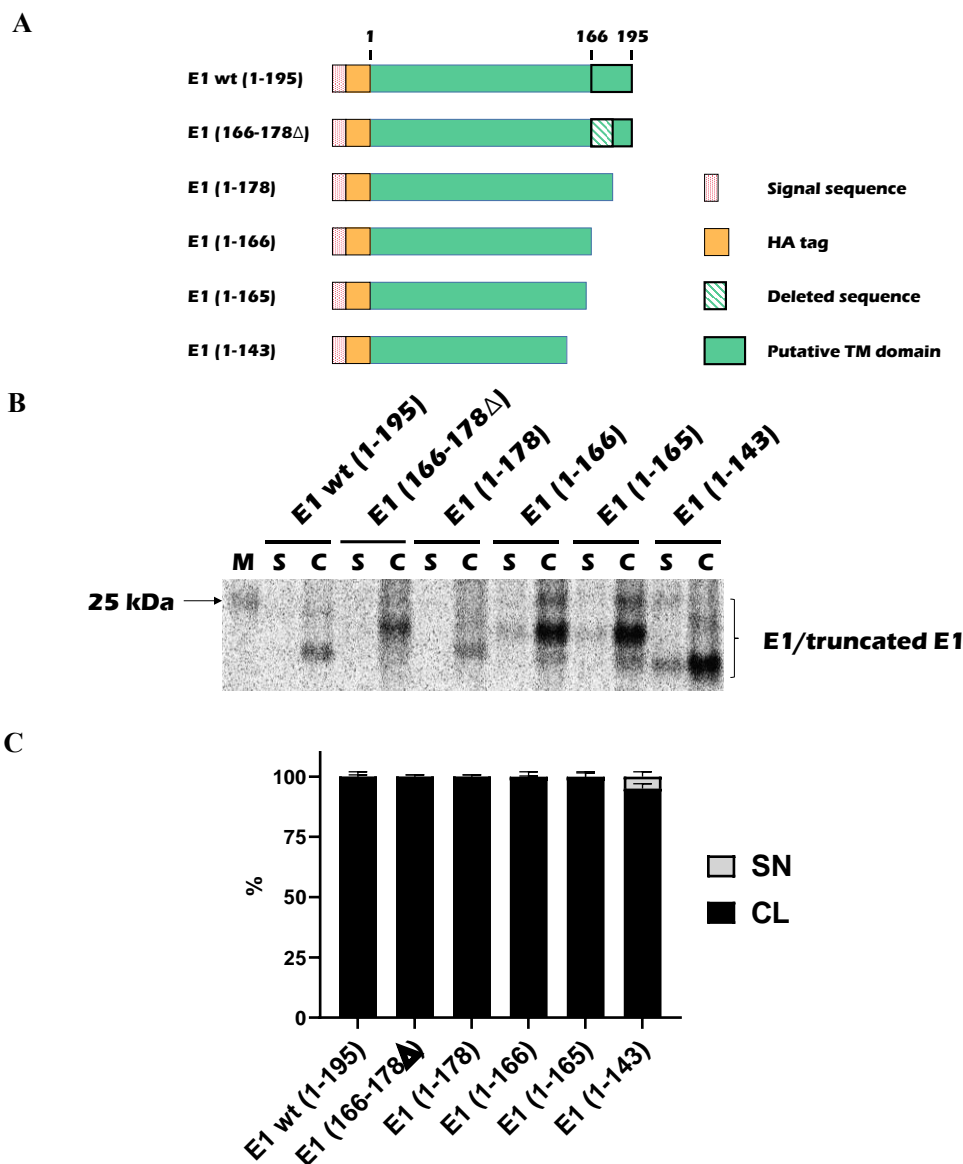 A
1 166 195
E1 wt (1-195)
E1 (166-178Δ)
E1 (1-178)
E1 (1-166)
E1 (1-165)
E1 (1-143)
Signal sequence
HA tag
Deleted sequence
Putative TM domain
B
E1 wt (1-195)
E1 (166-178Δ)
E1 (1-178)
E1 (1-166)
E1 (1-165)
E1 (1-143)
M S C S C S C S C S C S C
25 kDa
E1/truncated E1
C
100
75
50
25
0
%
SN
CL
E1 wt (1-195)
E1 (166-178Δ)
E1 (1-178)
E1 (1-166)
E1 (1-165)
E1 (1-143)